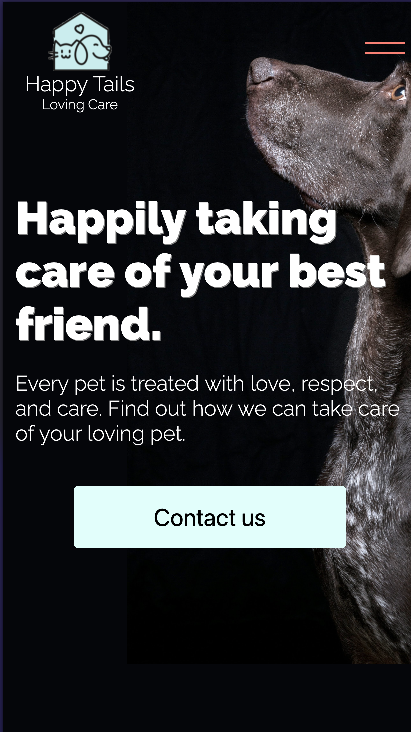 Happy Tails
Loving Care
Happily taking
care of your best
friend.
Every pet is treated with love, respect,
and care. Find out how we can take care
of your loving pet.
Contact us